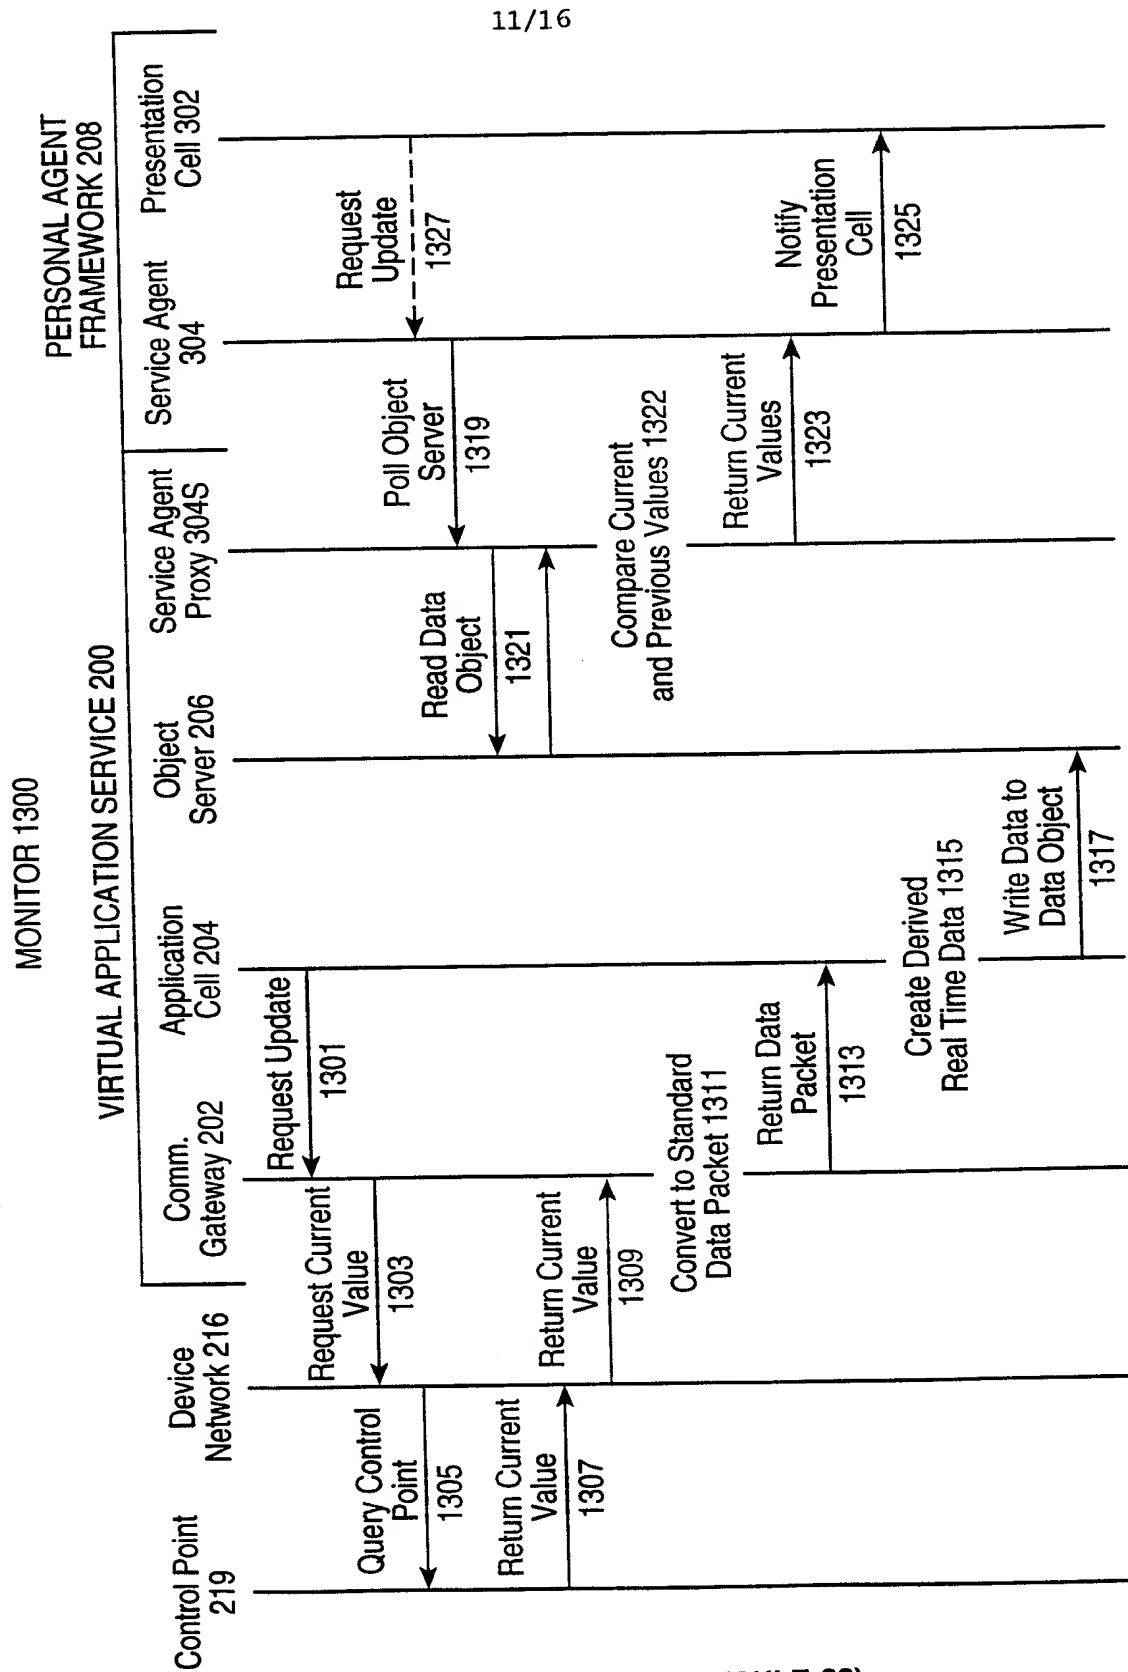 11/16
MONITOR 1300
VIRTUAL APPLICATION SERVICE 200
PERSONAL AGENT
FRAMEWORK 208
Control Point
219
Device
Network 216
Comm.
Gateway 202
Application
Cell 204
Object
Server 206
Service Agent
Proxy 304S
Service Agent
304
Presentation
Cell 302
Request Update
1301
Request Current
Value
1303
Query Control
Point
1305
Return Current
Value
1307
Return Current
Value
1309
Convert to Standard
Data Packet 1311
Return Data
Packet
1313
Create Derived
Real Time Data 1315
Write Data to
Data Object
1317
Request
Update
1327
Poll Object
Server
1319
Read Data
Object
1321
Compare Current
and Previous Values 1322
Return Current
Values
1323
Notify
Presentation
Cell
1325